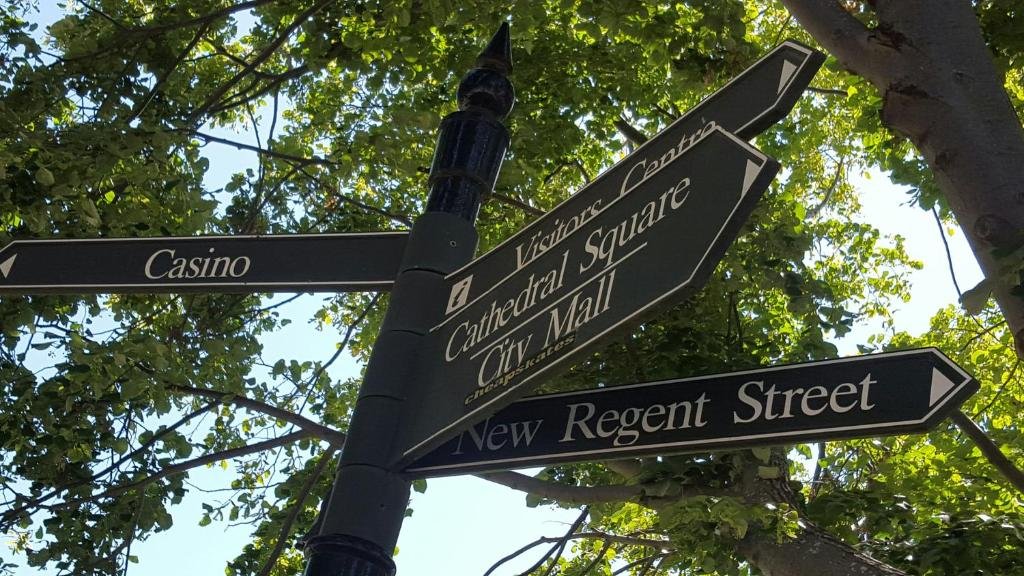 Casino
i Visitors Centre
Cathedral Square
City Mall
cheapskates
New Regent Street